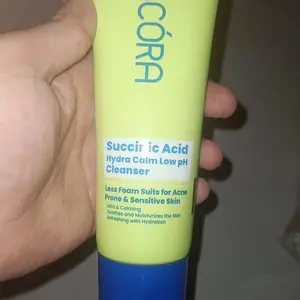 CÓRA
Succinic Acid
Hydra Calm Low pH
Cleanser
Less Foam Suits for Acne
Prone & Sensitive Skin
& Calming
Soothes and Moisturizes the Skin
Refreshing with Hydration